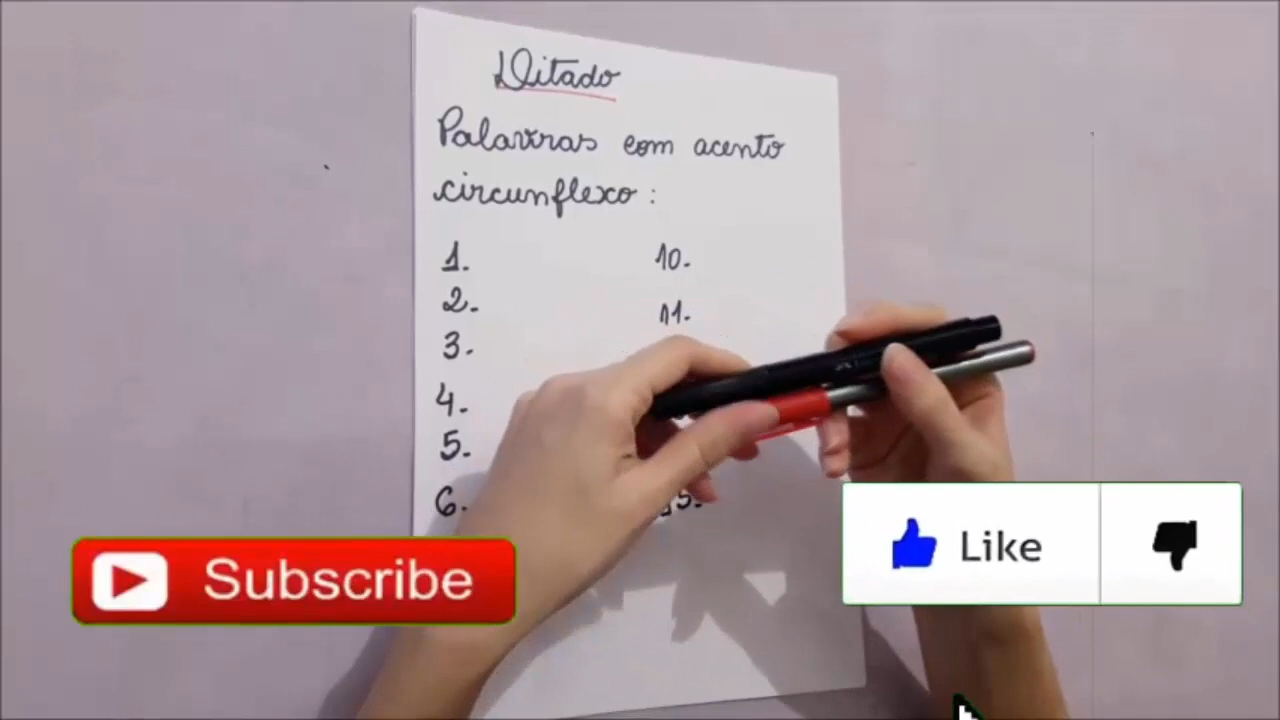 Ditado
Palavras com acento
circunflexo:
1.
2.
3.
4.
5.
6.
10.
11.
Subscribe
Like